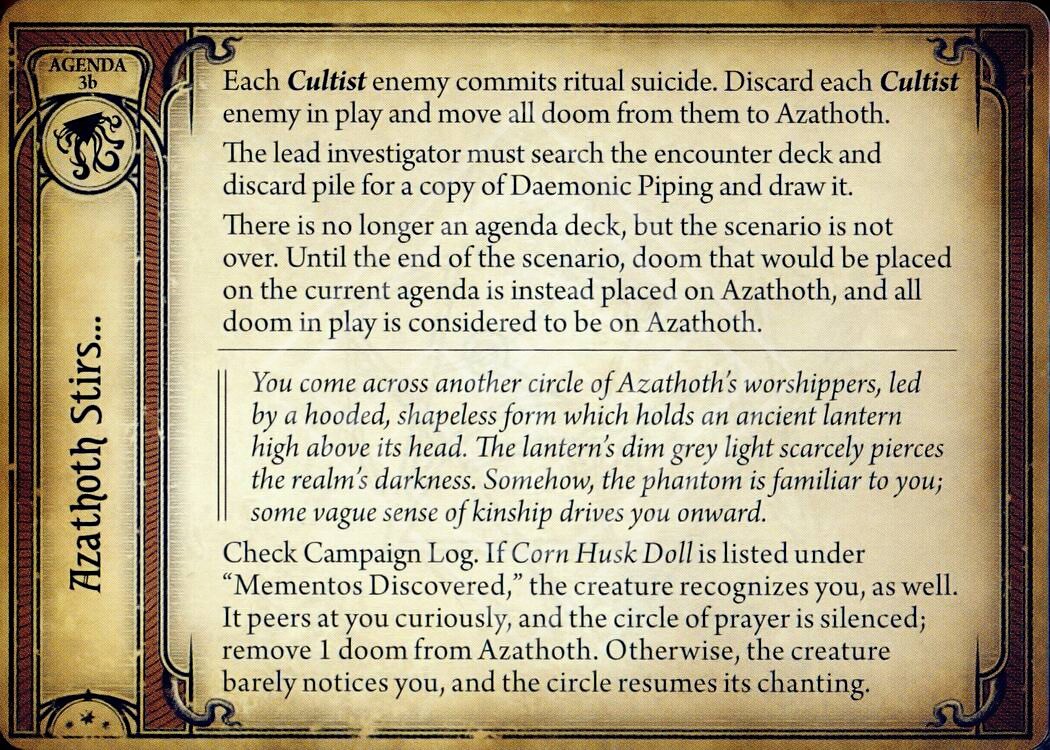 AGENDA
3b
Azathoth Stirs...
Each Cultist enemy commits ritual suicide. Discard each Cultist
enemy in play and move all doom from them to Azathoth.
The lead investigator must search the encounter deck and
discard pile for a copy of Daemonic Piping and draw it.
There is no longer an agenda deck, but the scenario is not
over. Until the end of the scenario, doom that would be placed
on the current agenda is instead placed on Azathoth, and all
doom in play is considered to be on Azathoth.
You come across another circle of Azathoth's worshippers, led
by a hooded, shapeless form which holds an ancient lantern
high above its head. The lantern's dim grey light scarcely pierces
the realm's darkness. Somehow, the phantom is familiar to you;
some vague sense of kinship drives you onward.
Check Campaign Log. If Corn Husk Doll is listed under
“Mementos Discovered,” the creature recognizes you, as well.
It peers at you curiously, and the circle of prayer is silenced;
remove 1 doom from Azathoth. Otherwise, the creature
barely notices you, and the circle resumes its chanting.